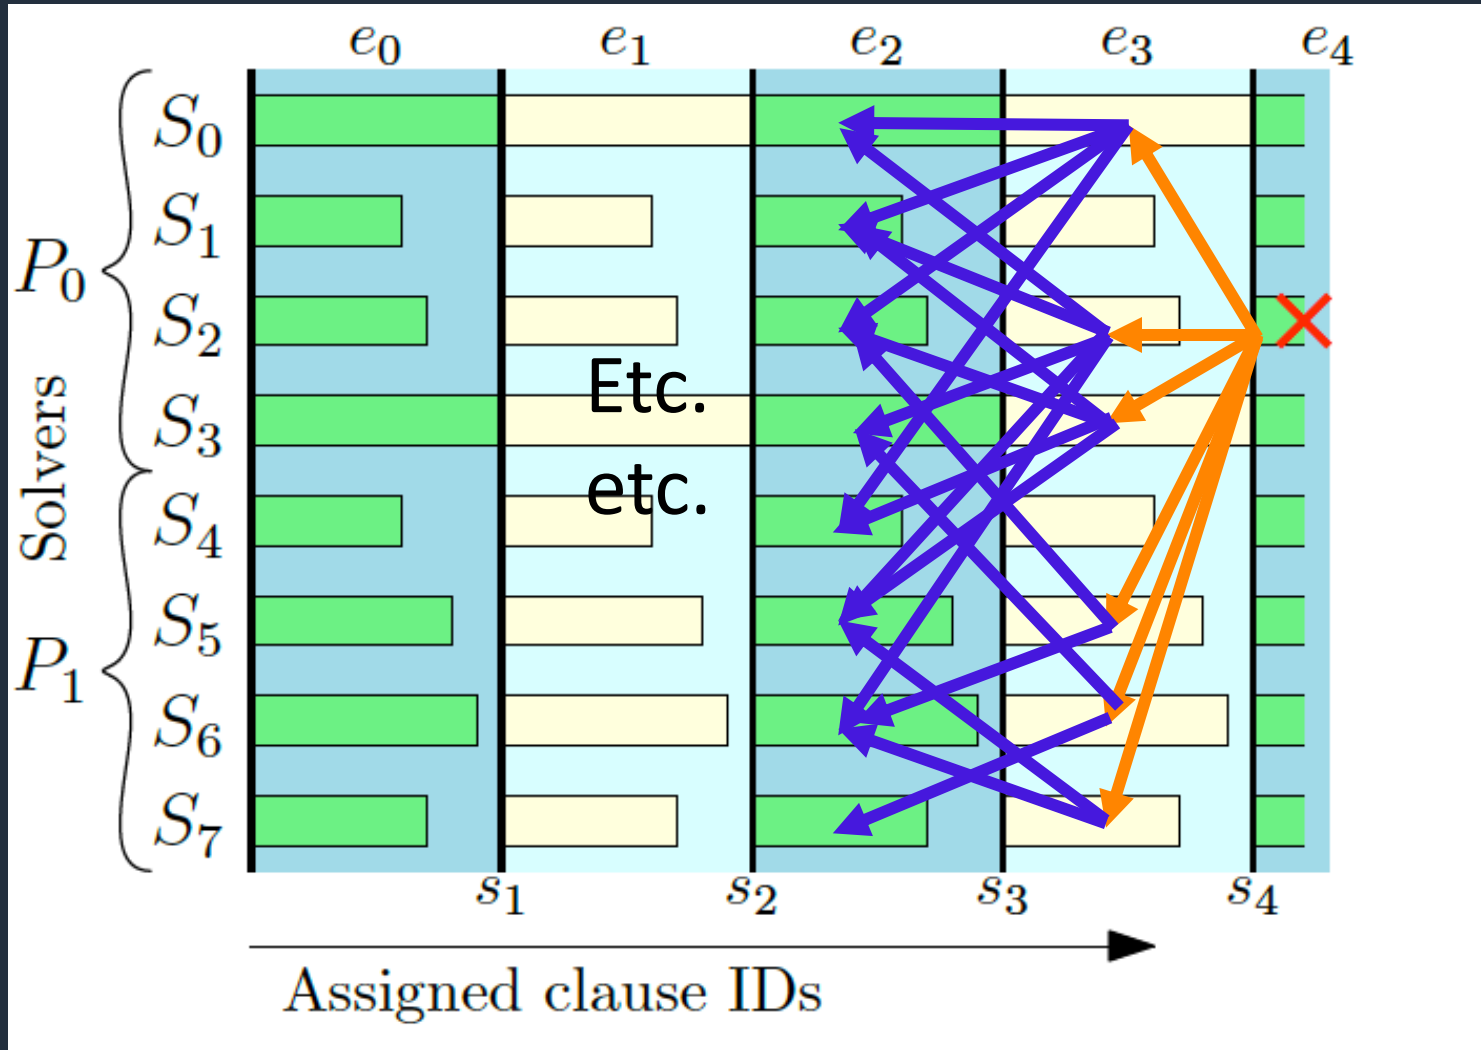 e₀ e₁ e₂ e₃ e₄
S₀
S₁
P₀
S₂
Etc.
Solvers
S₃
etc.
S₄
S₅
P₁
S₆
S₇
s₁ s₂ s₃ s₄
Assigned clause IDs